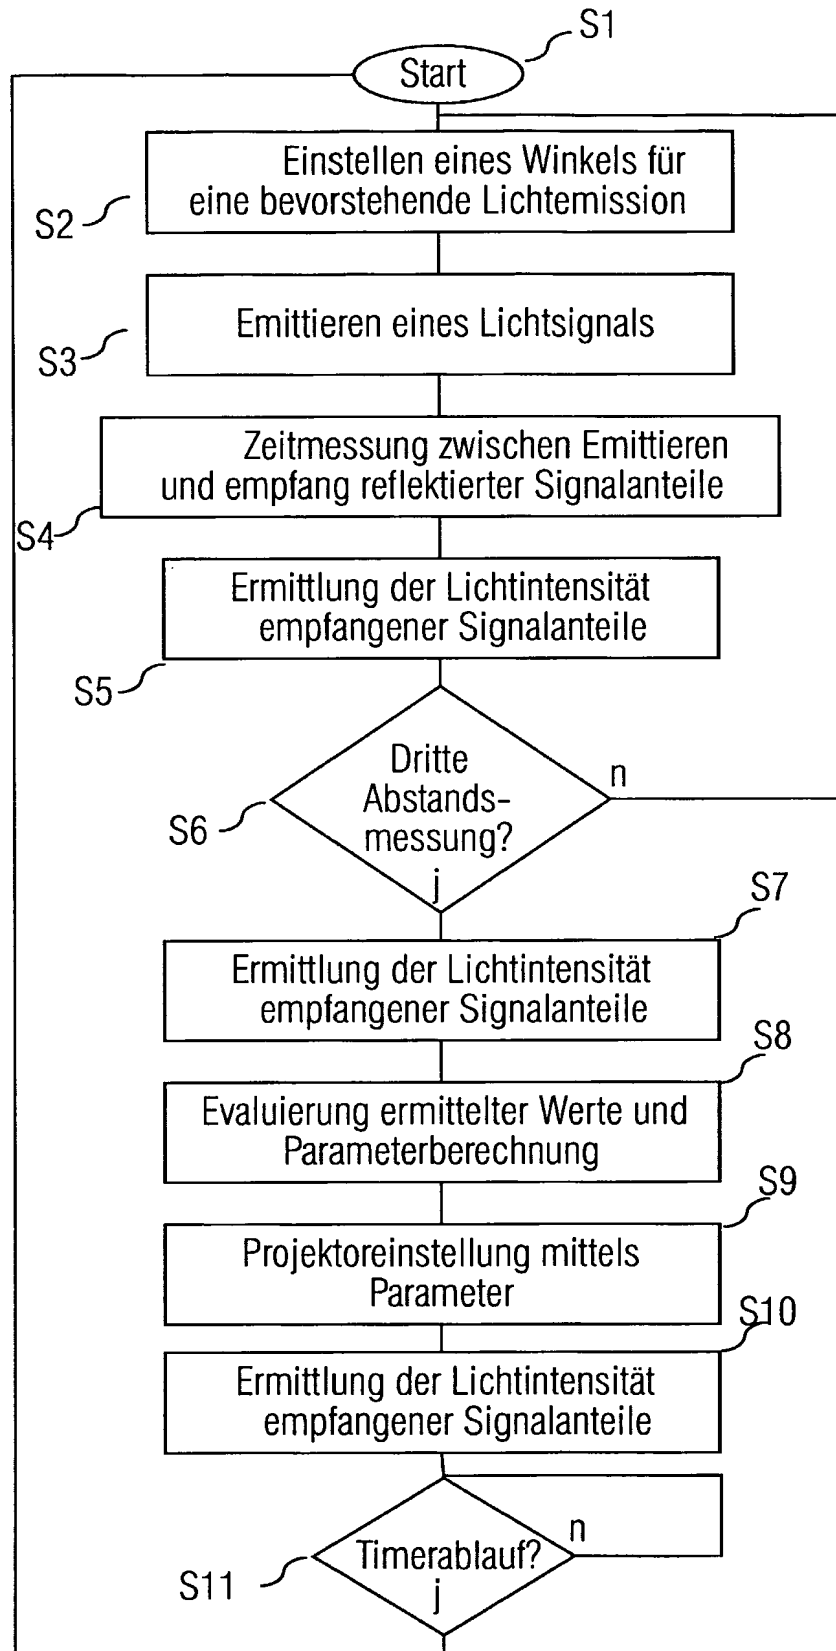 S1
Start
Einstellen eines Winkels für
eine bevorstehende Lichtemission
S2
Emittieren eines Lichtsignals
S3
Zeitmessung zwischen Emittieren
und empfang reflektierter Signalanteile
S4
Ermittlung der Lichtintensität
empfangener Signalanteile
S5
Dritte
Abstands-
messung?
n
S6
j
S7
Ermittlung der Lichtintensität
empfangener Signalanteile
S8
Evaluierung ermittelter Werte und
Parameterberechnung
S9
Projektoreinstellung mittels
Parameter
S10
Ermittlung der Lichtintensität
empfangener Signalanteile
n
Timerablauf?
S11
j